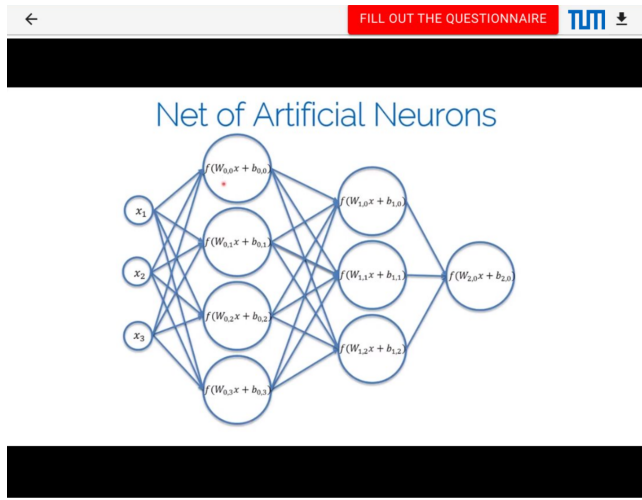 FILL OUT THE QUESTIONNAIRE
TUM
Net of Artificial Neurons
f(W₀,₀x + b₀,₀)
x₁
f(W₁,₀x + b₁,₀)
f(W₀,₁x + b₀,₁)
x₂
f(W₁,₁x + b₁,₁)
f(W₂,₀x + b₂,₀)
f(W₀,₂x + b₀,₂)
x₃
f(W₁,₂x + b₁,₂)
f(W₀,₃x + b₀,₃)